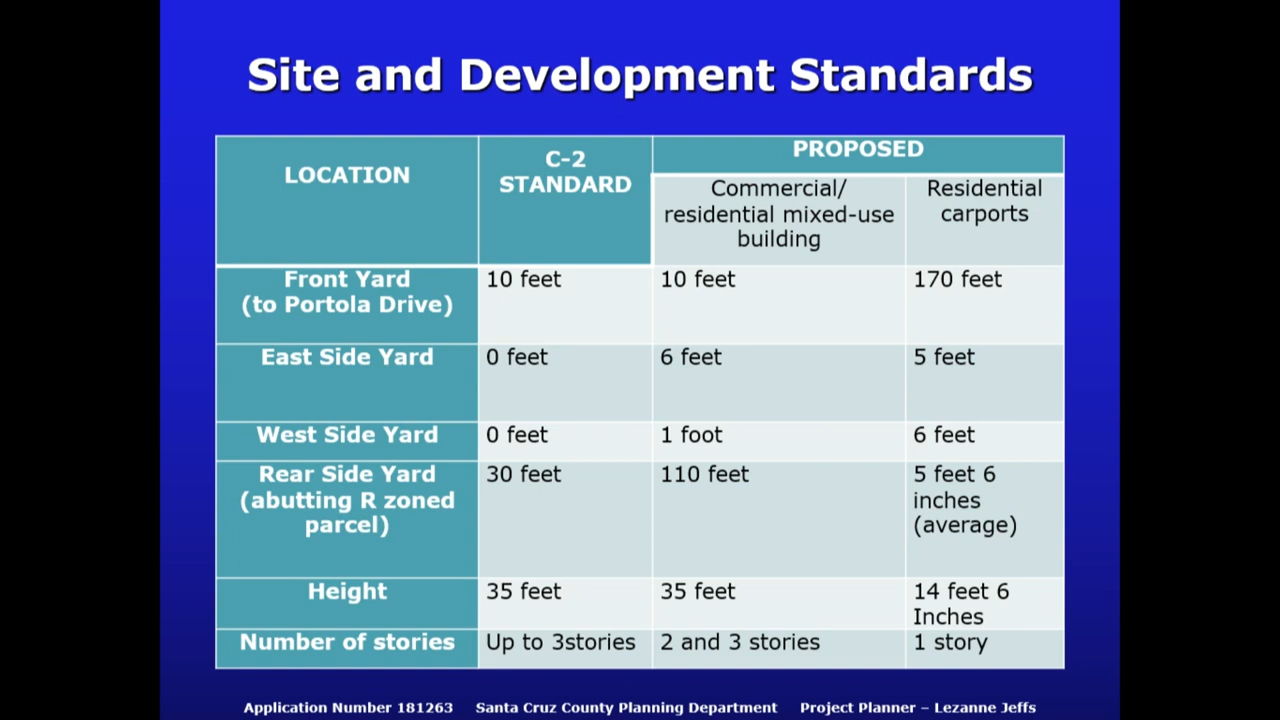 Site and Development Standards
LOCATION
C-2
STANDARD
PROPOSED
Commercial/
residential mixed-use
building
Residential
carports
Front Yard
(to Portola Drive)
10 feet
10 feet
170 feet
East Side Yard
0 feet
6 feet
5 feet
West Side Yard
0 feet
1 foot
6 feet
Rear Side Yard
(abutting R zoned
parcel)
30 feet
110 feet
5 feet 6
inches
(average)
Height
35 feet
35 feet
14 feet 6
Inches
Number of stories
Up to 3stories
2 and 3 stories
1 story
Application Number 181263 Santa Cruz County Planning Department Project Planner – Lezanne Jeffs